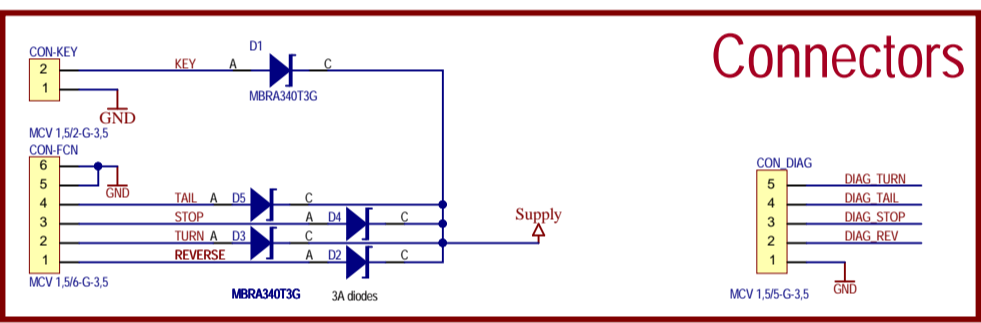 Connectors
CON-KEY
2
1
KEY
A
D1
C
MBRA340T3G
GND
MCV 1,5/2-G-3,5
CON-FCN
6
5
4
3
2
1
GND
TAIL A D5 C
STOP A D4 C
TURN A D3 C
REVERSE A D2 C
MCV 1,5/6-G-3,5
MBRA340T3G
3A diodes
Supply
CON_DIAG
5 DIAG_TURN
4 DIAG_TAIL
3 DIAG_STOP
2 DIAG_REV
1
GND
MCV 1,5/5-G-3,5